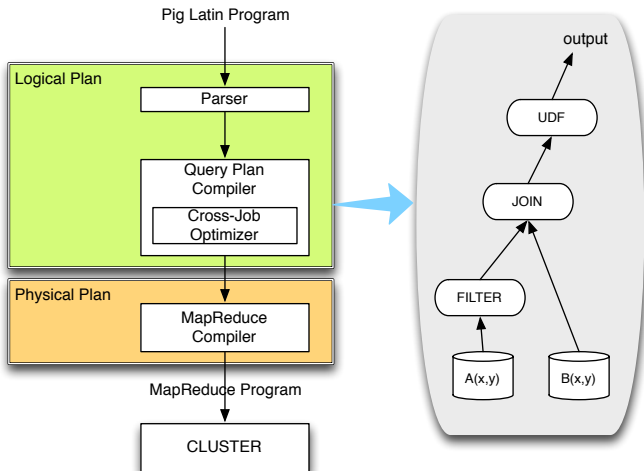 Pig Latin Program
Logical Plan
Parser
Query Plan
Compiler
Cross-Job
Optimizer
Physical Plan
MapReduce
Compiler
MapReduce Program
CLUSTER
output
UDF
JOIN
FILTER
A(x,y)
B(x,y)